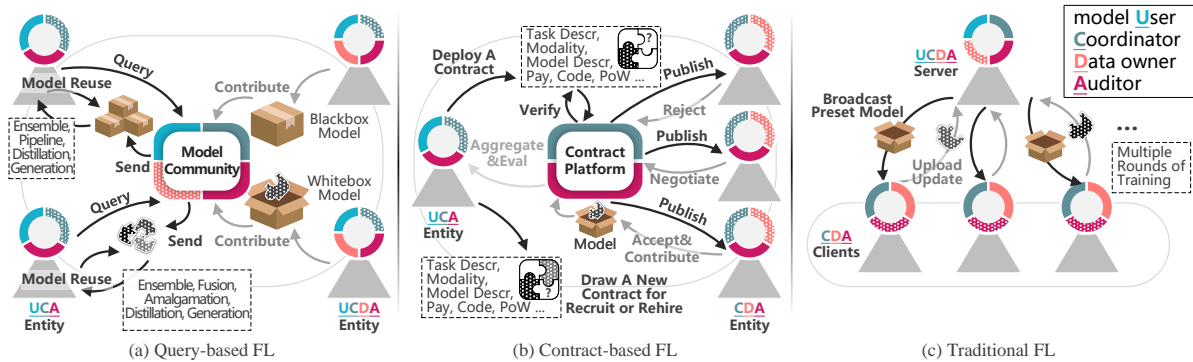 Query
Model Reuse
Contribute
Ensemble,
Pipeline,
Distillation,
Generation
Send
Model
Community
Blackbox
Model
Whitebox
Model
Query
Send
Contribute
Model Reuse
Ensemble, Fusion,
Amalgamation,
Distillation, Generation
UCA
Entity
UCDA
Entity
(a) Query-based FL
Deploy A
Contract
Task Descr,
Modality,
Model Descr,
Pay, Code, PoW ...
?
Publish
Verify
Reject
Aggregate
&Eval
Contract
Platform
Publish
Negotiate
UCA
Entity
Model
Publish
Accept&
Contribute
Task Descr,
Modality,
Model Descr,
Pay, Code, PoW ...
?
Draw A New
Contract for
Recruit or Rehire
CDA
Entity
(b) Contract-based FL
UCDA
Server
model User
Coordinator
Data owner
Auditor
Broadcast
Preset Model
Upload
Update
...
Multiple
Rounds of
Training
CDA
Clients
(c) Traditional FL